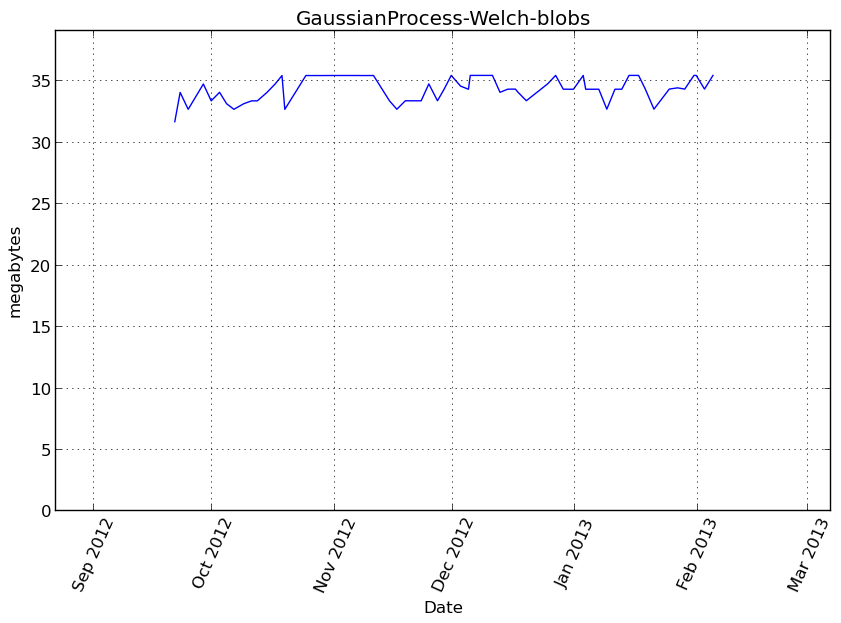 GaussianProcess-Welch-blobs
megabytes
35
30
25
20
15
10
5
0
Sep 2012
Oct 2012
Nov 2012
Dec 2012
Jan 2013
Feb 2013
Mar 2013
Date